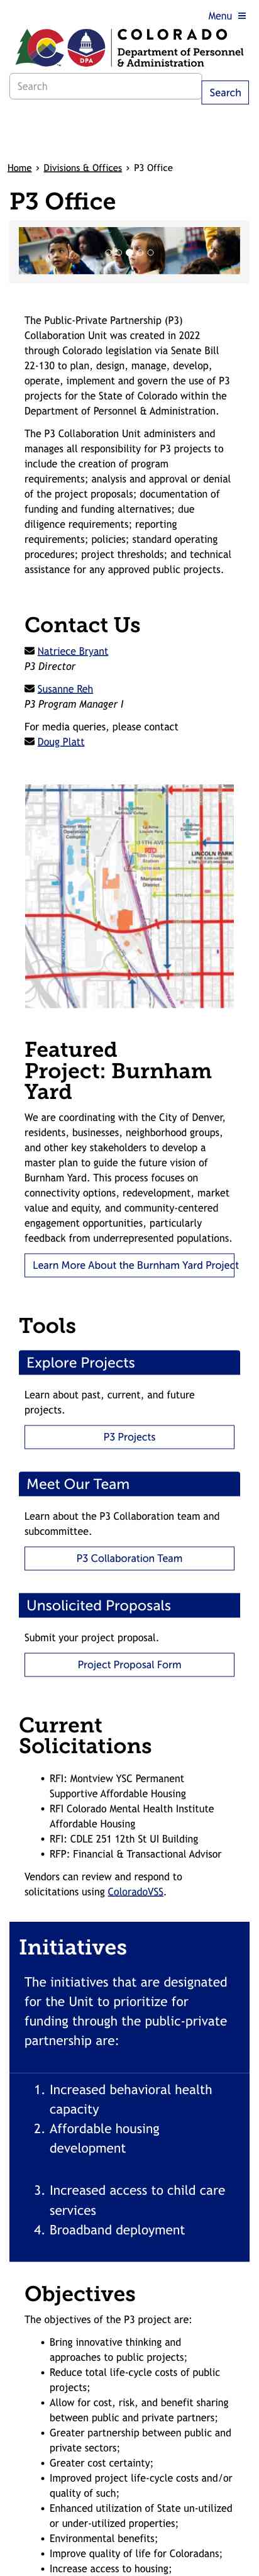 Menu
COLORADO
Department of Personnel
& Administration
DPA
Search
Search
Home › Divisions & Offices › P3 Office
P3 Office
The Public-Private Partnership (P3)
Collaboration Unit was created in 2022
through Colorado legislation via Senate Bill
22-130 to plan, design, manage, develop,
operate, implement and govern the use of P3
projects for the State of Colorado within the
Department of Personnel & Administration.
The P3 Collaboration Unit administers and
manages all responsibility for P3 projects to
include the creation of program
requirements; analysis and approval or denial
of the project proposals; documentation of
funding and funding alternatives; due
diligence requirements; reporting
requirements; policies; standard operating
procedures; project thresholds; and technical
assistance for any approved public projects.
Contact Us
Natriece Bryant
P3 Director
Susanne Reh
P3 Program Manager I
For media queries, please contact
Doug Platt
LINCOLN PARK
Featured
Project: Burnham
Yard
We are coordinating with the City of Denver,
residents, businesses, neighborhood groups,
and other key stakeholders to develop a
master plan to guide the future vision of
Burnham Yard. This process focuses on
connectivity options, redevelopment, market
value and equity, and community-centered
engagement opportunities, particularly
feedback from underrepresented populations.
Learn More About the Burnham Yard Project
Tools
Explore Projects
Learn about past, current, and future
projects.
P3 Projects
Meet Our Team
Learn about the P3 Collaboration team and
subcommittee.
P3 Collaboration Team
Unsolicited Proposals
Submit your project proposal.
Project Proposal Form
Current
Solicitations
• RFI: Montview YSC Permanent
Supportive Affordable Housing
• RFI Colorado Mental Health Institute
Affordable Housing
• RFI: CDLE 251 12th St UI Building
• RFP: Financial & Transactional Advisor
Vendors can review and respond to
solicitations using ColoradoVSS.
Initiatives
The initiatives that are designated
for the Unit to prioritize for
funding through the public-private
partnership are:
1. Increased behavioral health
capacity
2. Affordable housing
development
3. Increased access to child care
services
4. Broadband deployment
Objectives
The objectives of the P3 project are:
• Bring innovative thinking and
approaches to public projects;
• Reduce total life-cycle costs of public
projects;
• Allow for cost, risk, and benefit sharing
between public and private partners;
• Greater partnership between public and
private sectors;
• Greater cost certainty;
• Improved project life-cycle costs and/or
quality of such;
• Enhanced utilization of State un-utilized
or under-utilized properties;
• Environmental benefits;
• Improve quality of life for Coloradans;
• Increase access to housing;